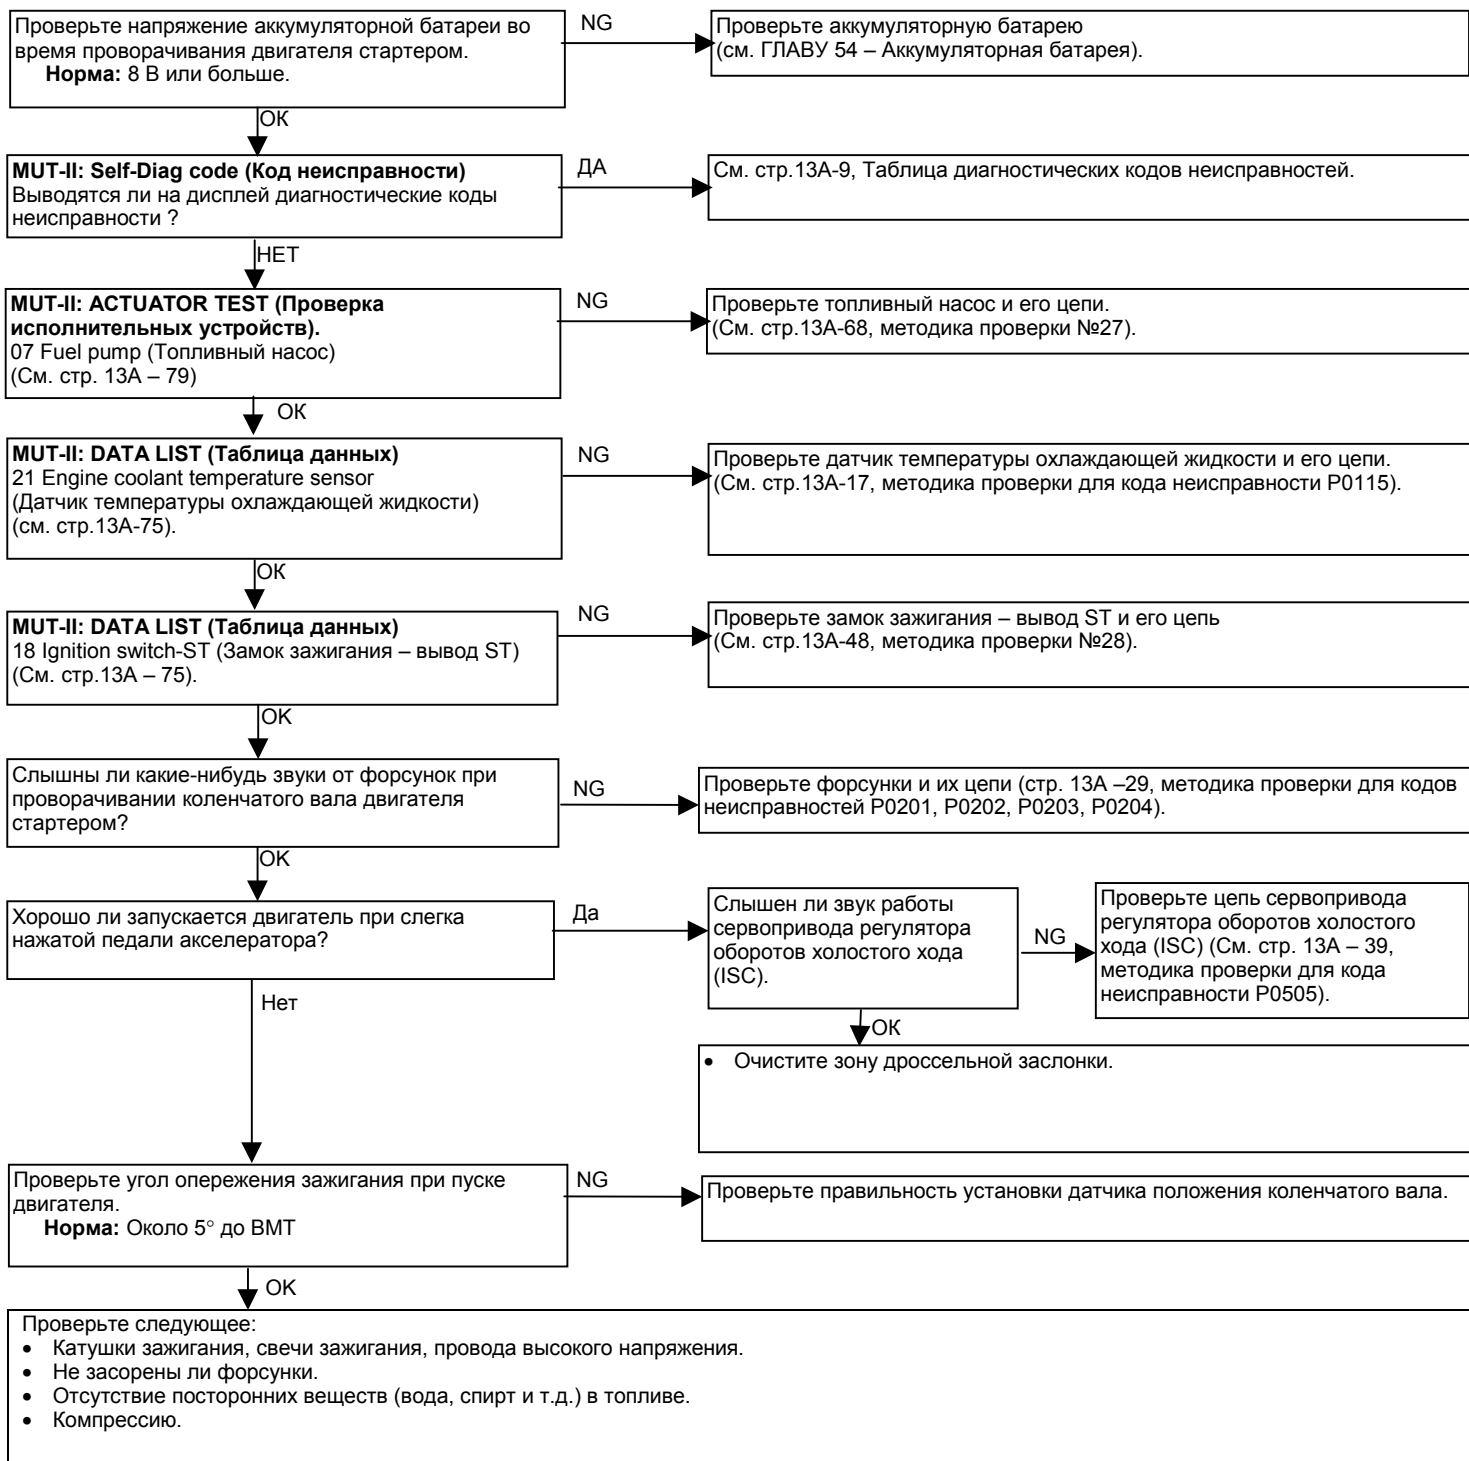 Проверьте напряжение аккумуляторной батареи во
время проворачивания двигателя стартером.
Норма: 8 В или больше.
NG
Проверьте аккумуляторную батарею
(см. ГЛАВУ 54 – Аккумуляторная батарея).
ОК
MUT-II: Self-Diag code (Код неисправности)
Выводятся ли на дисплей диагностические коды
неисправности ?
ДА
См. стр.13А-9, Таблица диагностических кодов неисправностей.
НЕТ
MUT-II: ACTUATOR TEST (Проверка
исполнительных устройств).
07 Fuel pump (Топливный насос)
(См. стр. 13А – 79)
NG
Проверьте топливный насос и его цепи.
(См. стр.13А-68, методика проверки №27).
ОК
MUT-II: DATA LIST (Таблица данных)
21 Engine coolant temperature sensor
(Датчик температуры охлаждающей жидкости)
(см. стр.13А-75).
NG
Проверьте датчик температуры охлаждающей жидкости и его цепи.
(См. стр.13А-17, методика проверки для кода неисправности Р0115).
ОК
MUT-II: DATA LIST (Таблица данных)
18 Ignition switch-ST (Замок зажигания – вывод ST)
(См. стр.13А – 75).
NG
Проверьте замок зажигания – вывод ST и его цепь
(См. стр.13А-48, методика проверки №28).
OK
Слышны ли какие-нибудь звуки от форсунок при
проворачивании коленчатого вала двигателя
стартером?
NG
Проверьте форсунки и их цепи (стр. 13А –29, методика проверки для кодов
неисправностей Р0201, Р0202, Р0203, Р0204).
OK
Хорошо ли запускается двигатель при слегка
нажатой педали акселератора?
Да
Слышен ли звук работы
сервопривода регулятора
оборотов холостого хода
(ISC).
NG
Проверьте цепь сервопривода
регулятора оборотов холостого
хода (ISC) (См. стр. 13А – 39,
методика проверки для кода
неисправности Р0505).
Нет
ОК
• Очистите зону дроссельной заслонки.
Проверьте угол опережения зажигания при пуске
двигателя.
Норма: Около 5° до ВМТ
NG
Проверьте правильность установки датчика положения коленчатого вала.
OK
Проверьте следующее:
• Катушки зажигания, свечи зажигания, провода высокого напряжения.
• Не засорены ли форсунки.
• Отсутствие посторонних веществ (вода, спирт и т.д.) в топливе.
• Компрессию.